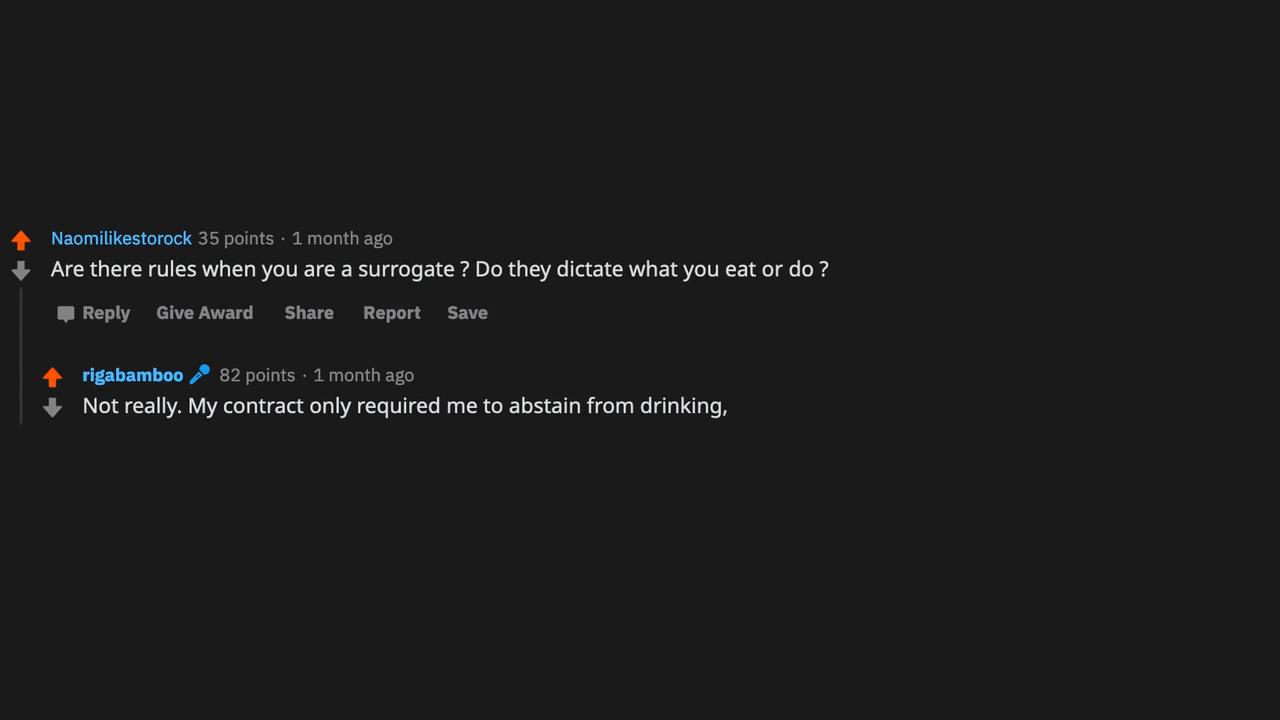 Naomilikestorock 35 points · 1 month ago
Are there rules when you are a surrogate ? Do they dictate what you eat or do ?
Reply Give Award Share Report Save
rigabamboo 82 points · 1 month ago
Not really. My contract only required me to abstain from drinking,